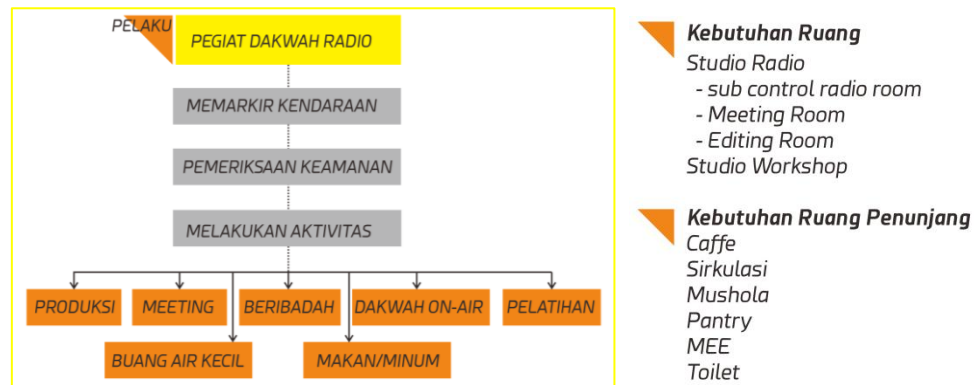 PELAKU
PEGIAT DAKWAH RADIO
MEMARKIR KENDARAAN
PEMERIKSAAN KEAMANAN
MELAKUKAN AKTIVITAS
PRODUKSI
MEETING
BERIBADAH
DAKWAH ON-AIR
PELATIHAN
BUANG AIR KECIL
MAKAN/MINUM
Kebutuhan Ruang
Studio Radio
- sub control radio room
- Meeting Room
- Editing Room
Studio Workshop
Kebutuhan Ruang Penunjang
Caffe
Sirkulasi
Mushola
Pantry
MEE
Toilet